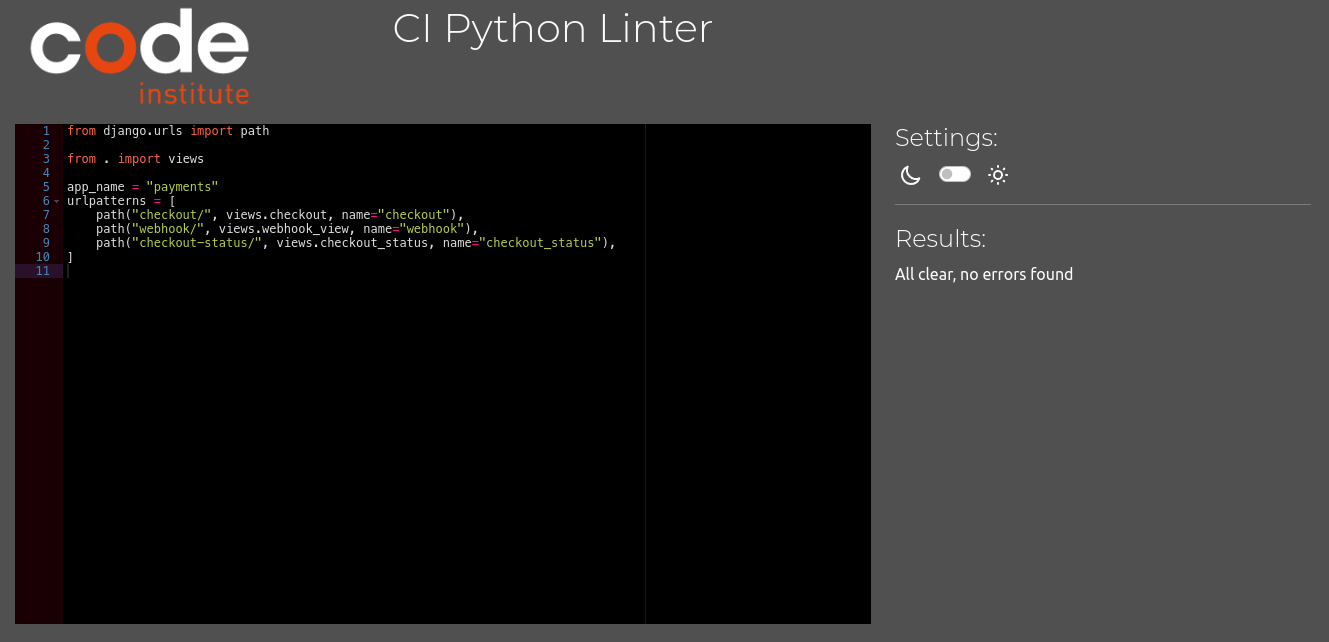 code
institute
CI Python Linter
1 from django.urls import path
2
3 from . import views
4
5 app_name = "payments"
6 urlpatterns = [
7     path("checkout/", views.checkout, name="checkout"),
8     path("webhook/", views.webhook_view, name="webhook"),
9     path("checkout-status/", views.checkout_status, name="checkout_status"),
10 ]
11
Settings:
Results:
All clear, no errors found